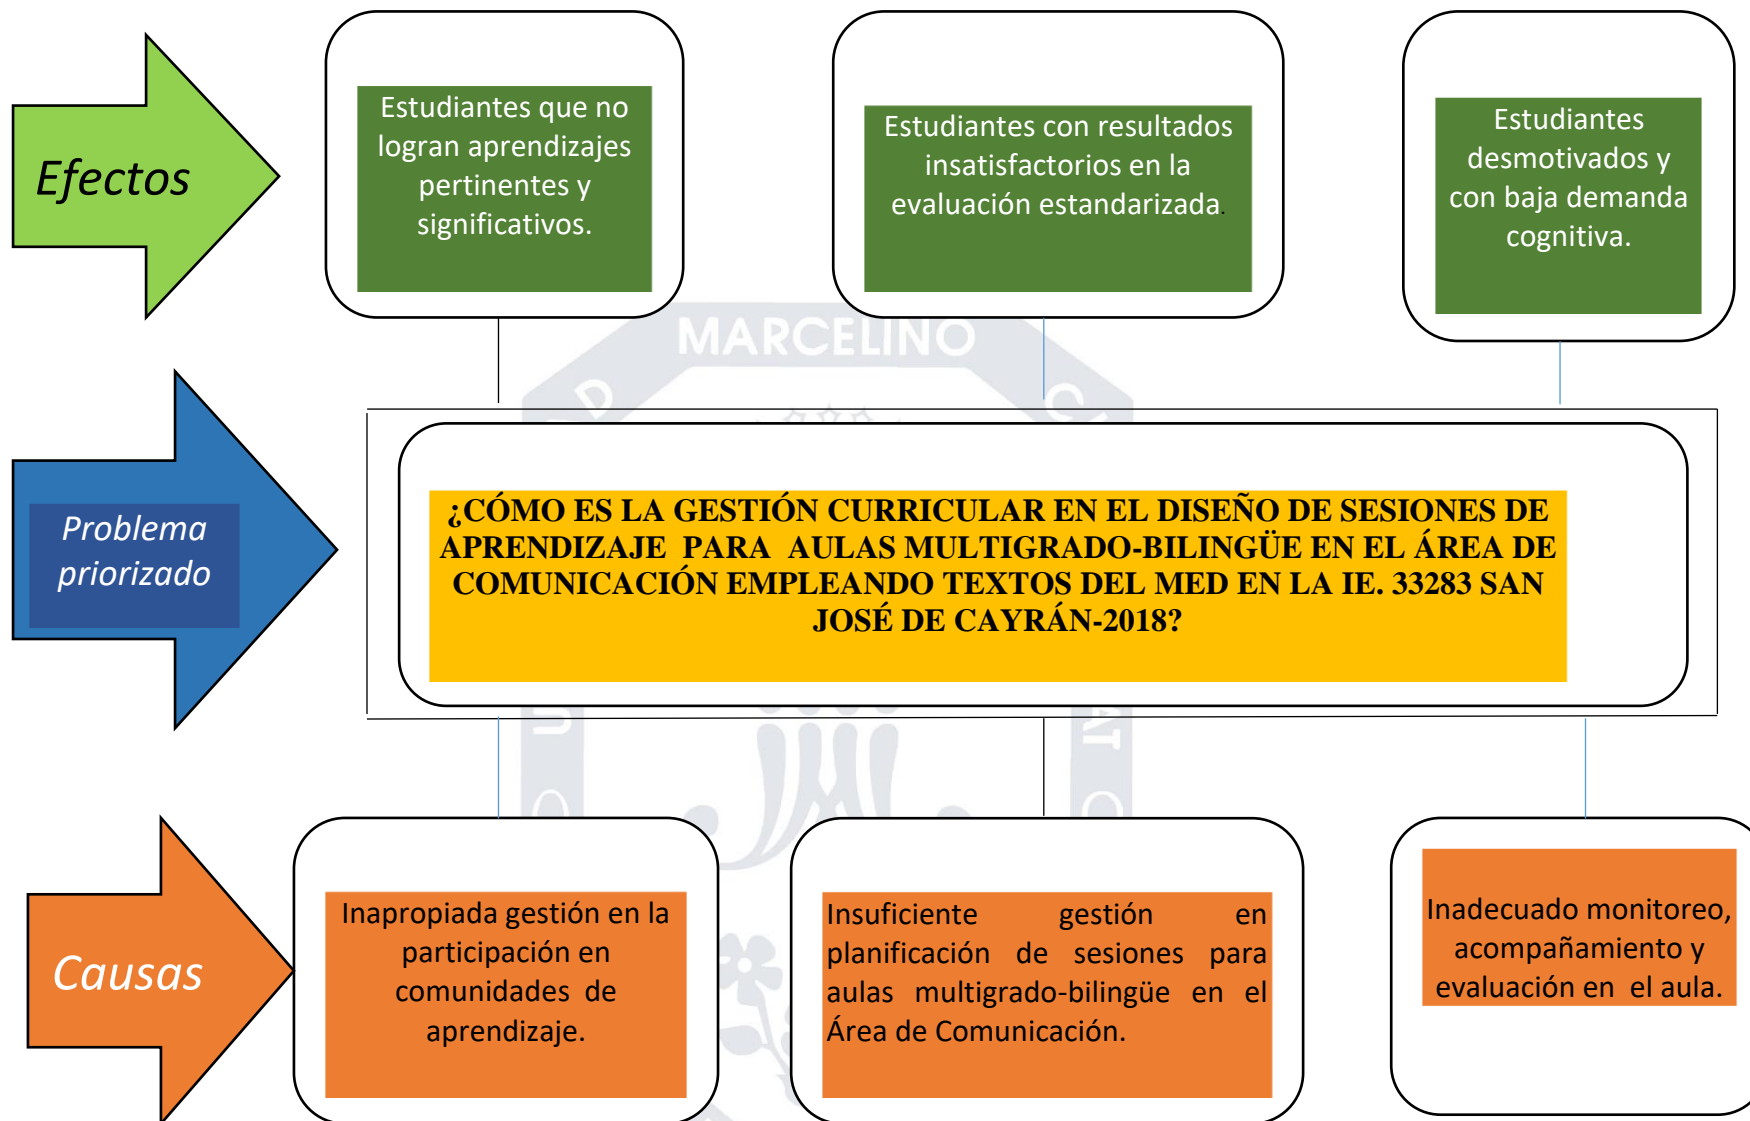 Efectos
Estudiantes que no
logran aprendizajes
pertinentes y
significativos.
Estudiantes con resultados
insatisfactorios en la
evaluación estandarizada.
Estudiantes
desmotivados y
con baja demanda
cognitiva.
MARCELINO
Problema
priorizado
¿CÓMO ES LA GESTIÓN CURRICULAR EN EL DISEÑO DE SESIONES DE
APRENDIZAJE PARA AULAS MULTIGRADO-BILINGÜE EN EL ÁREA DE
COMUNICACIÓN EMPLEANDO TEXTOS DEL MED EN LA IE. 33283 SAN
JOSÉ DE CAYRÁN-2018?
Causas
Inapropiada gestión en la
participación en
comunidades de
aprendizaje.
Insuficiente gestión en
planificación de sesiones para
aulas multigrado-bilingüe en el
Área de Comunicación.
Inadecuado monitoreo,
acompañamiento y
evaluación en el aula.